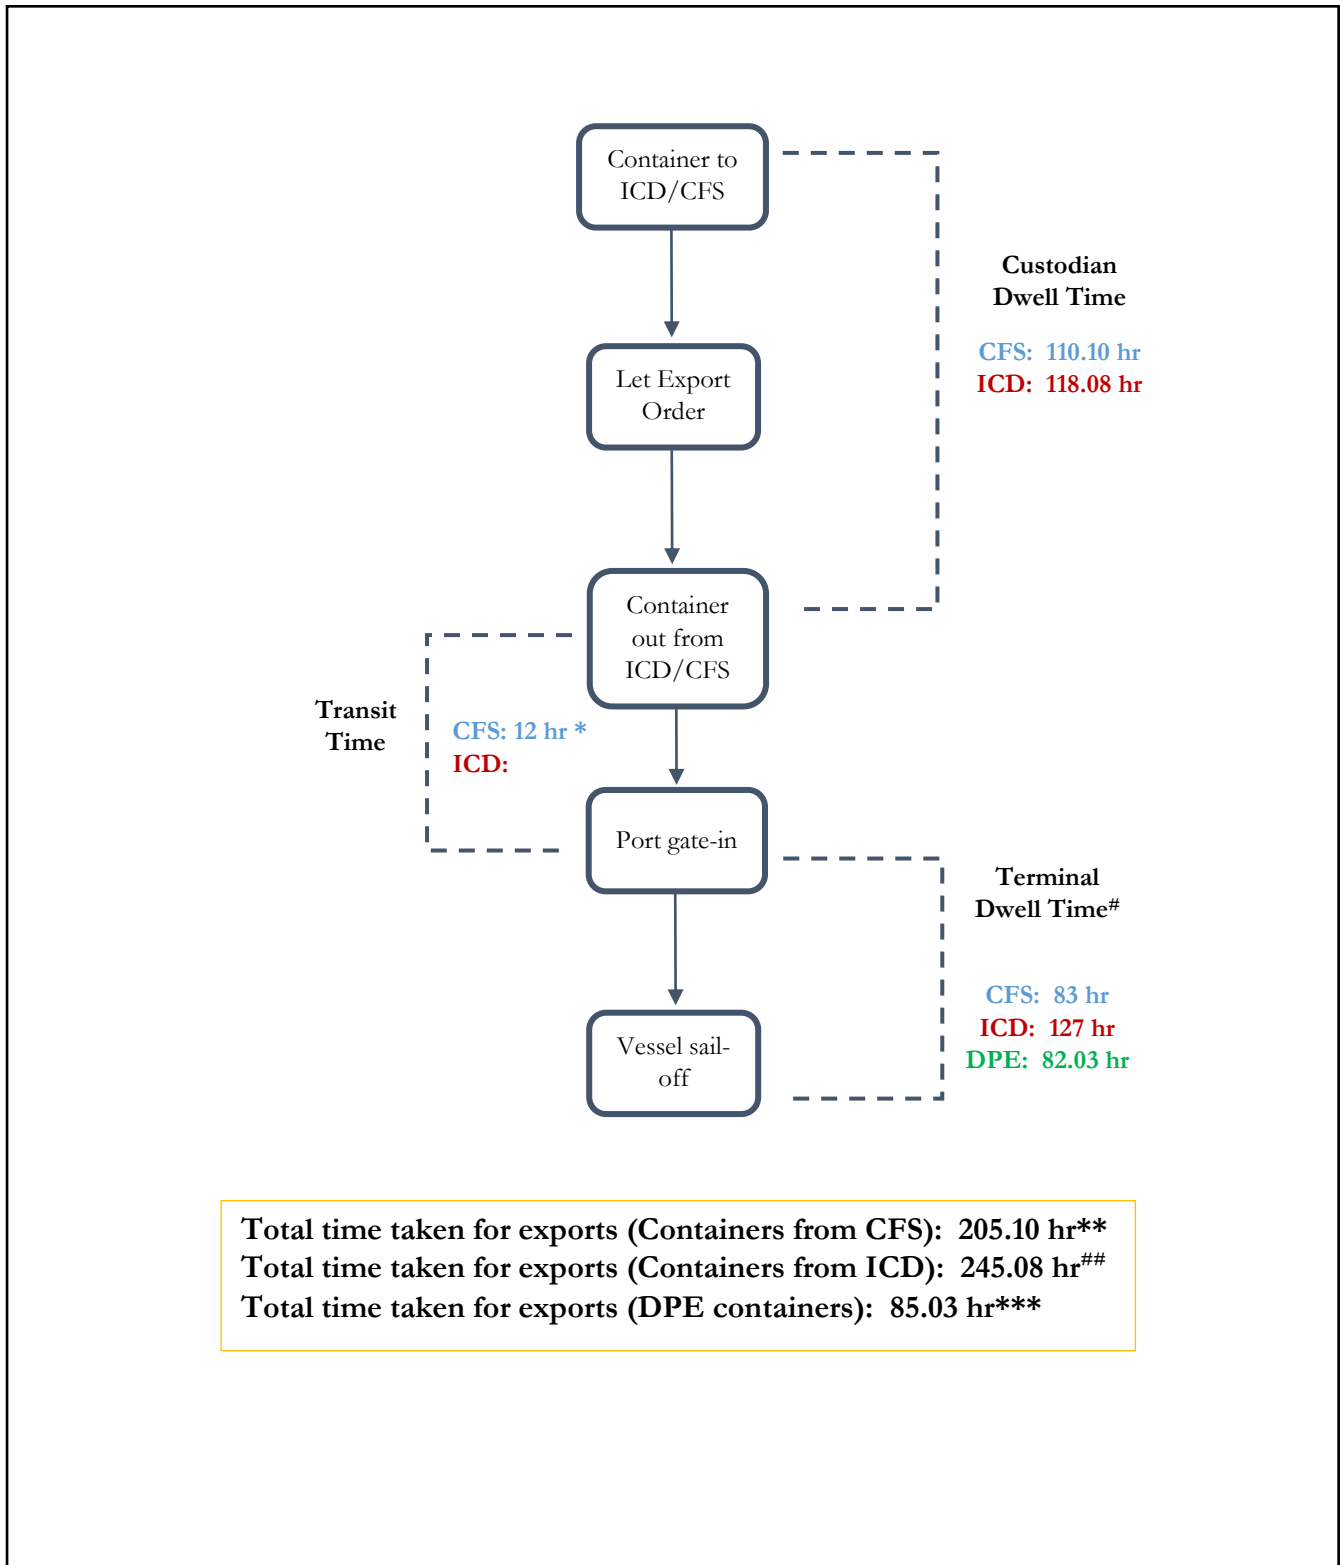 Container to
ICD/CFS
Custodian
Dwell Time
CFS: 110.10 hr
ICD: 118.08 hr
Let Export
Order
Container
out from
ICD/CFS
Transit
Time
CFS: 12 hr *
ICD:
Port gate-in
Terminal
Dwell Time#
CFS: 83 hr
ICD: 127 hr
DPE: 82.03 hr
Vessel sail-
off
Total time taken for exports (Containers from CFS): 205.10 hr**
Total time taken for exports (Containers from ICD): 245.08 hr##
Total time taken for exports (DPE containers): 85.03 hr***